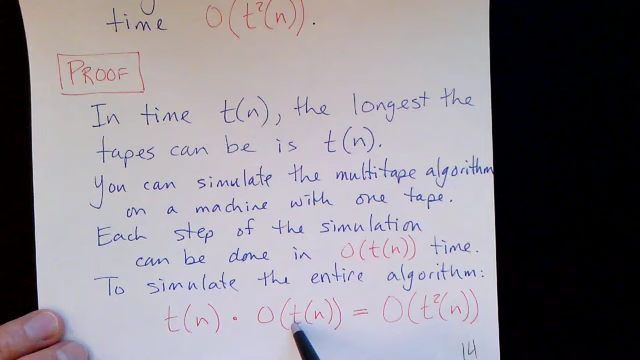 time O(t²(n)).
PROOF
In time t(n), the longest the
tapes can be is t(n).
You can simulate the multitape algorithm
on a machine with one tape.
Each step of the simulation
can be done in O(t(n)) time.
To simulate the entire algorithm:
t(n) · O(t(n)) = O(t²(n))
14